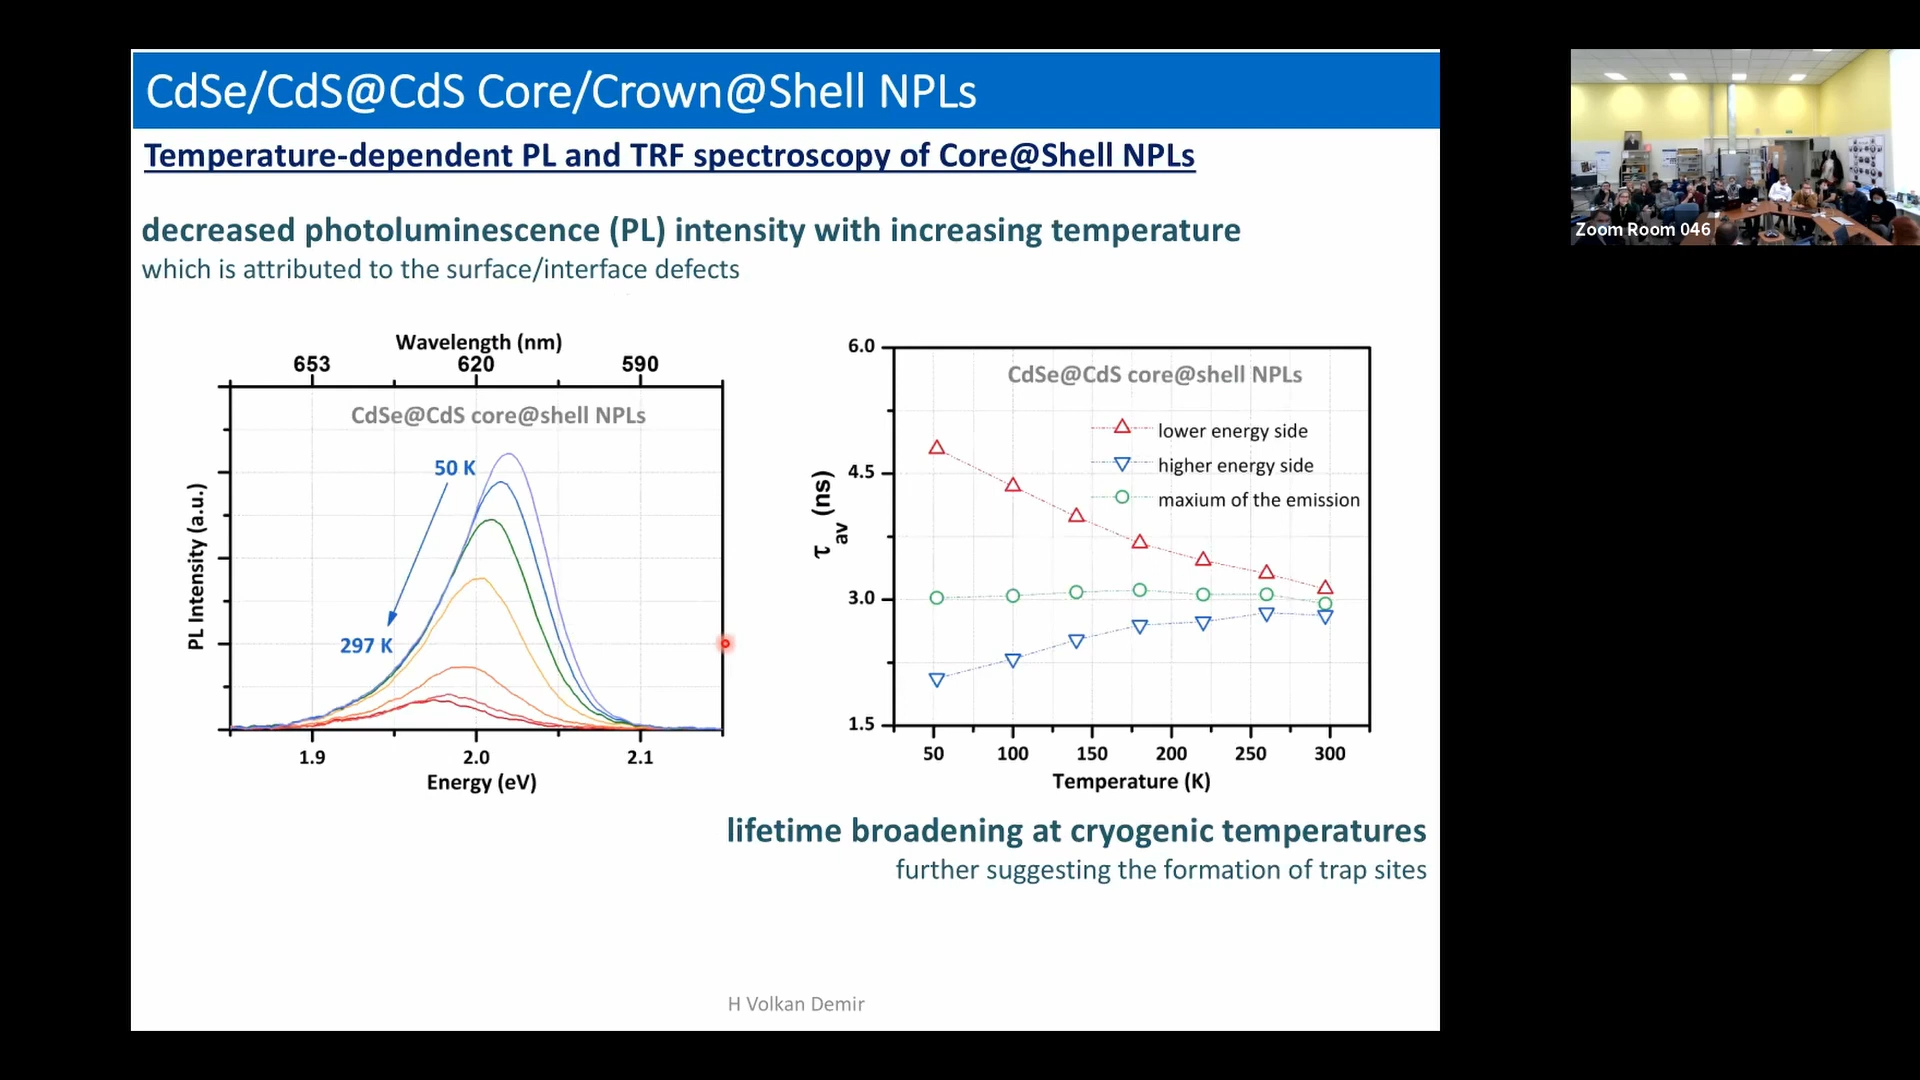 CdSe/CdS@CdS Core/Crown@Shell NPLs
Temperature-dependent PL and TRF spectroscopy of Core@Shell NPLs
decreased photoluminescence (PL) intensity with increasing temperature
which is attributed to the surface/interface defects
Wavelength (nm)
653 620 590
CdSe@CdS core@shell NPLs
50 K
297 K
PL Intensity (a.u.)
1.9 2.0 2.1
Energy (eV)
6.0
4.5
3.0
1.5
τav (ns)
CdSe@CdS core@shell NPLs
lower energy side
higher energy side
maxium of the emission
50 100 150 200 250 300
Temperature (K)
lifetime broadening at cryogenic temperatures
further suggesting the formation of trap sites
H Volkan Demir
Zoom Room 046